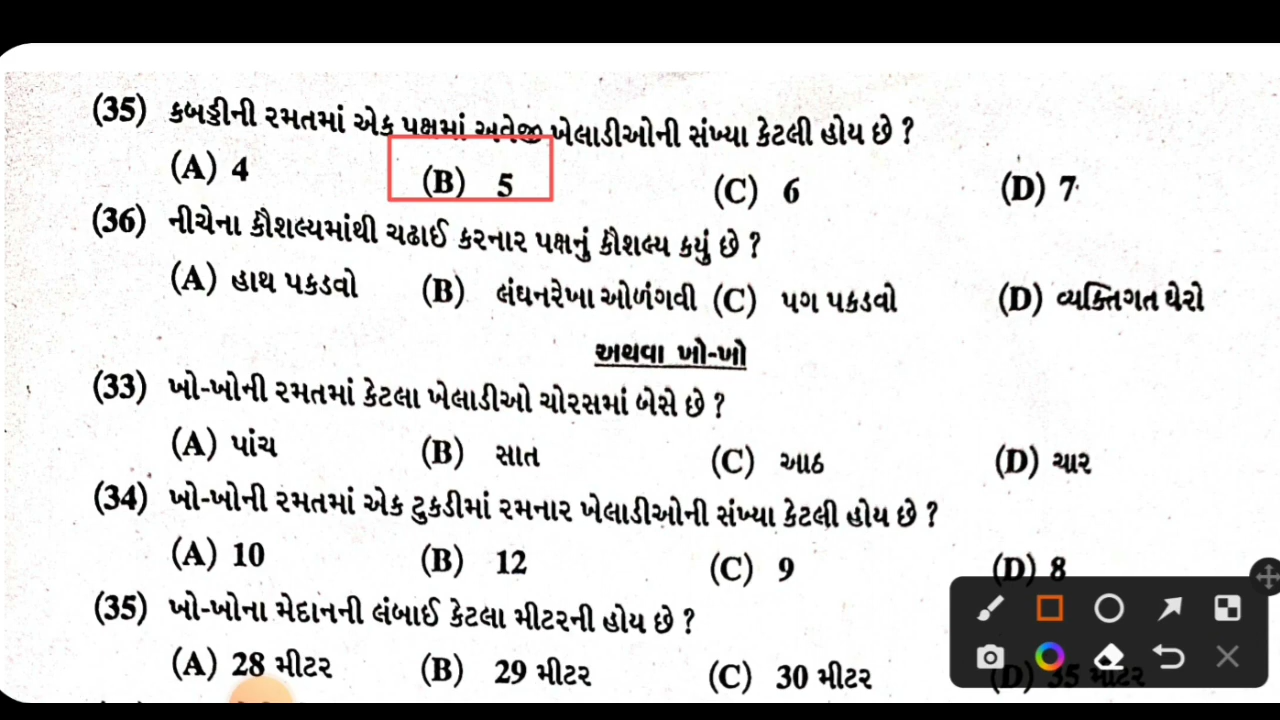 (35) કબડ્ડીની રમતમાં એક પક્ષમાં અવેજી ખેલાડીઓની સંખ્યા કેટલી હોય છે ?
(A) 4 (B) 5 (C) 6 (D) 7
(36) નીચેના કૌશલ્યમાંથી ચઢાઈ કરનાર પક્ષનું કૌશલ્ય કયું છે ?
(A) હાથ પકડવો (B) લંઘનરેખા ઓળંગવી (C) પગ પકડવો (D) વ્યક્તિગત ઘેરો
અથવા ખો-ખો
(33) ખો-ખોની રમતમાં કેટલા ખેલાડીઓ ચોરસમાં બેસે છે ?
(A) પાંચ (B) સાત (C) આઠ (D) ચાર
(34) ખો-ખોની રમતમાં એક ટુકડીમાં રમનાર ખેલાડીઓની સંખ્યા કેટલી હોય છે ?
(A) 10 (B) 12 (C) 9 (D) 8
(35) ખો-ખોના મેદાનની લંબાઈ કેટલા મીટરની હોય છે ?
(A) 28 મીટર (B) 29 મીટર (C) 30 મીટર (D) 35 મીટર